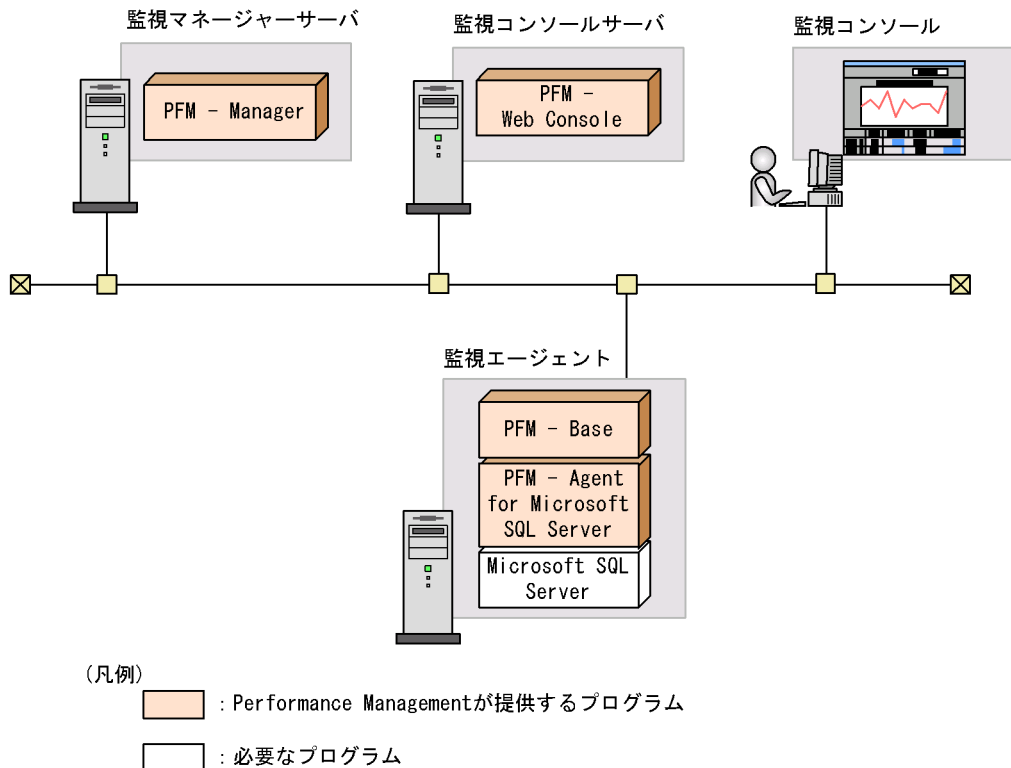 監視マネージャーサーバ
監視コンソールサーバ
監視コンソール
PFM - Manager
PFM -
Web Console
監視エージェント
PFM - Base
PFM - Agent
for Microsoft
SQL Server
Microsoft SQL
Server
(凡例)
：Performance Managementが提供するプログラム
：必要なプログラム